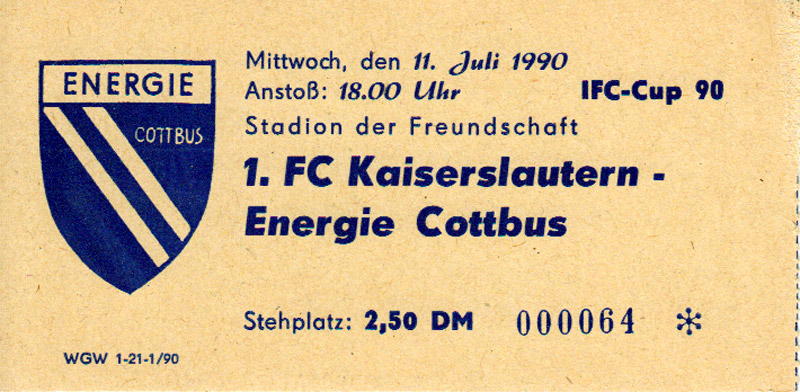 ENERGIE
COTTBUS
Mittwoch, den 11. Juli 1990
Anstoß: 18.00 Uhr
IFC-Cup 90
Stadion der Freundschaft
1. FC Kaiserslautern -
Energie Cottbus
Stehplatz: 2,50 DM
000064 *
WGW 1-21-1/90